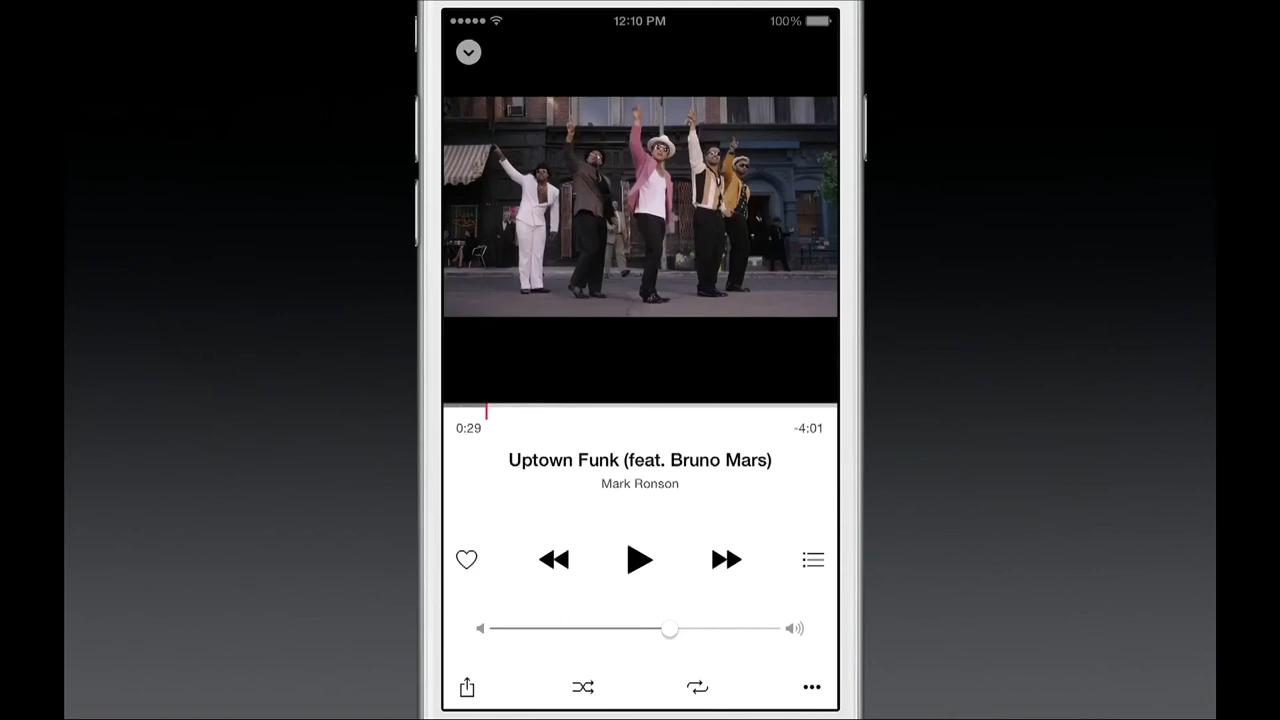 12:10 PM
100%
0:29
-4:01
Uptown Funk (feat. Bruno Mars)
Mark Ronson